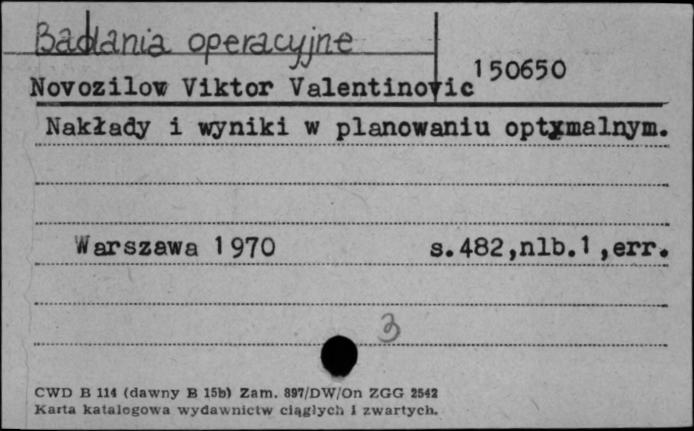 Badania operacyjne
150650
Novozilow Viktor Valentinovic
Nakłady i wyniki w planowaniu optymalnym.
Warszawa 1970 s.482,nlb.1,err.
3
CWD B 114 (dawny B 15b) Zam. 897/DW/On ZGG 2542
Karta katalogowa wydawnictw ciągłych i zwartych.